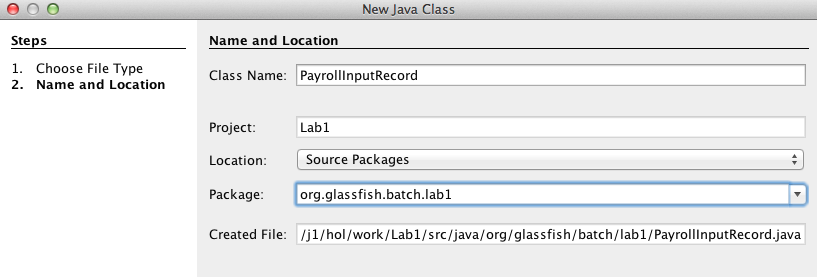 New Java Class
Steps
1. Choose File Type
2. Name and Location
Name and Location
Class Name: PayrollInputRecord
Project: Lab1
Location: Source Packages
Package: org.glassfish.batch.lab1
Created File: /j1/hol/work/Lab1/src/java/org/glassfish/batch/lab1/PayrollInputRecord.java